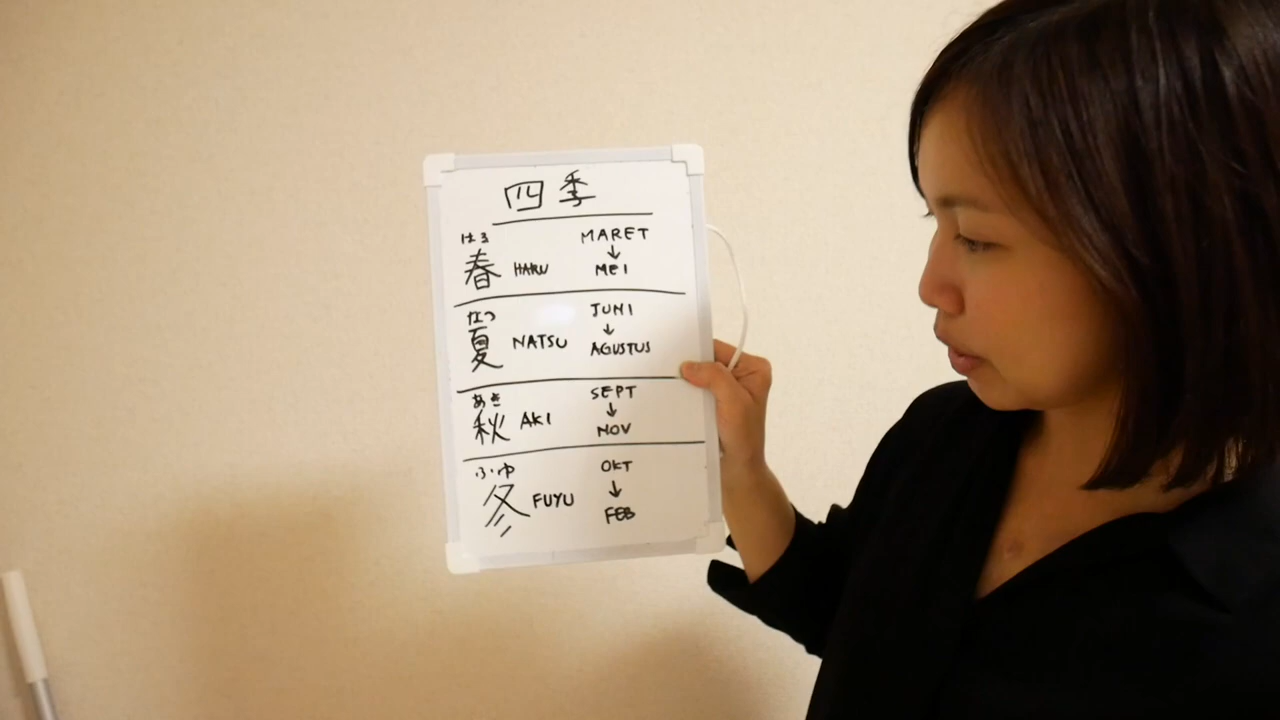 四季
はる
春 HARU MARET
↓
MEI
なつ
夏 NATSU JUNI
↓
AGUSTUS
あき
秋 AKI SEPT
↓
NOV
ふゆ
冬 FUYU OKT
↓
FEB